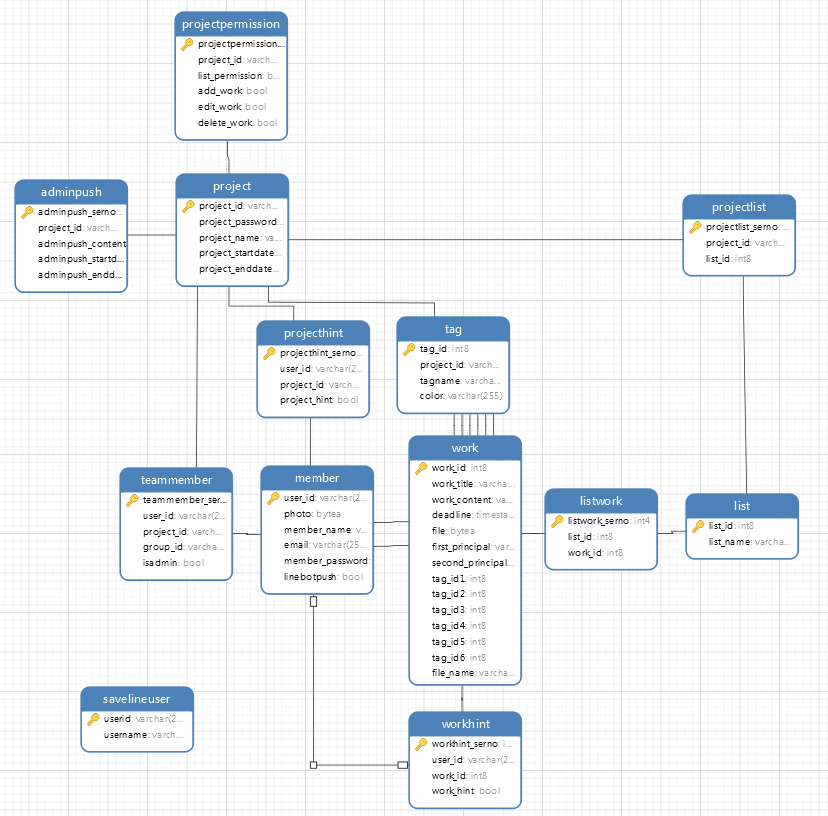 projectpermission
projectpermission...
project_id: varch...
list_permission: b...
add_work: bool
edit_work: bool
delete_work: bool
adminpush
adminpush_serno...
project_id: varch...
adminpush_content
adminpush_startd...
adminpush_endd...
project
project_id: varch...
project_password...
project_name: va...
project_startdate...
project_enddate...
projectlist
projectlist_serno: ...
project_id: varch...
list_id: int8
projecthint
projecthint_serno...
user_id: varchar(2...
project_id: varch...
project_hint: bool
tag
tag_id: int8
project_id: varch...
tagname: varcha...
color: varchar(255)
teammember
teammember_ser...
user_id: varchar(2...
project_id: varch...
group_id: varcha...
isadmin: bool
member
user_id: varchar(2...
photo: bytea
member_name: v...
email: varchar(25...
member_password:
linebotpush: bool
work
work_id: int8
work_title: varcha...
work_content: va...
deadline: timesta...
file: bytea
first_principal: var...
second_principal...
tag_id1: int8
tag_id2: int8
tag_id3: int8
tag_id4: int8
tag_id5: int8
tag_id6: int8
file_name: varcha...
listwork
listwork_serno: int4
list_id: int8
work_id: int8
list
list_id: int8
list_name: varcha...
savelineuser
userid: varchar(2...
username: varch...
workhint
workhint_serno: i...
user_id: varchar(2...
work_id: int8
work_hint: bool